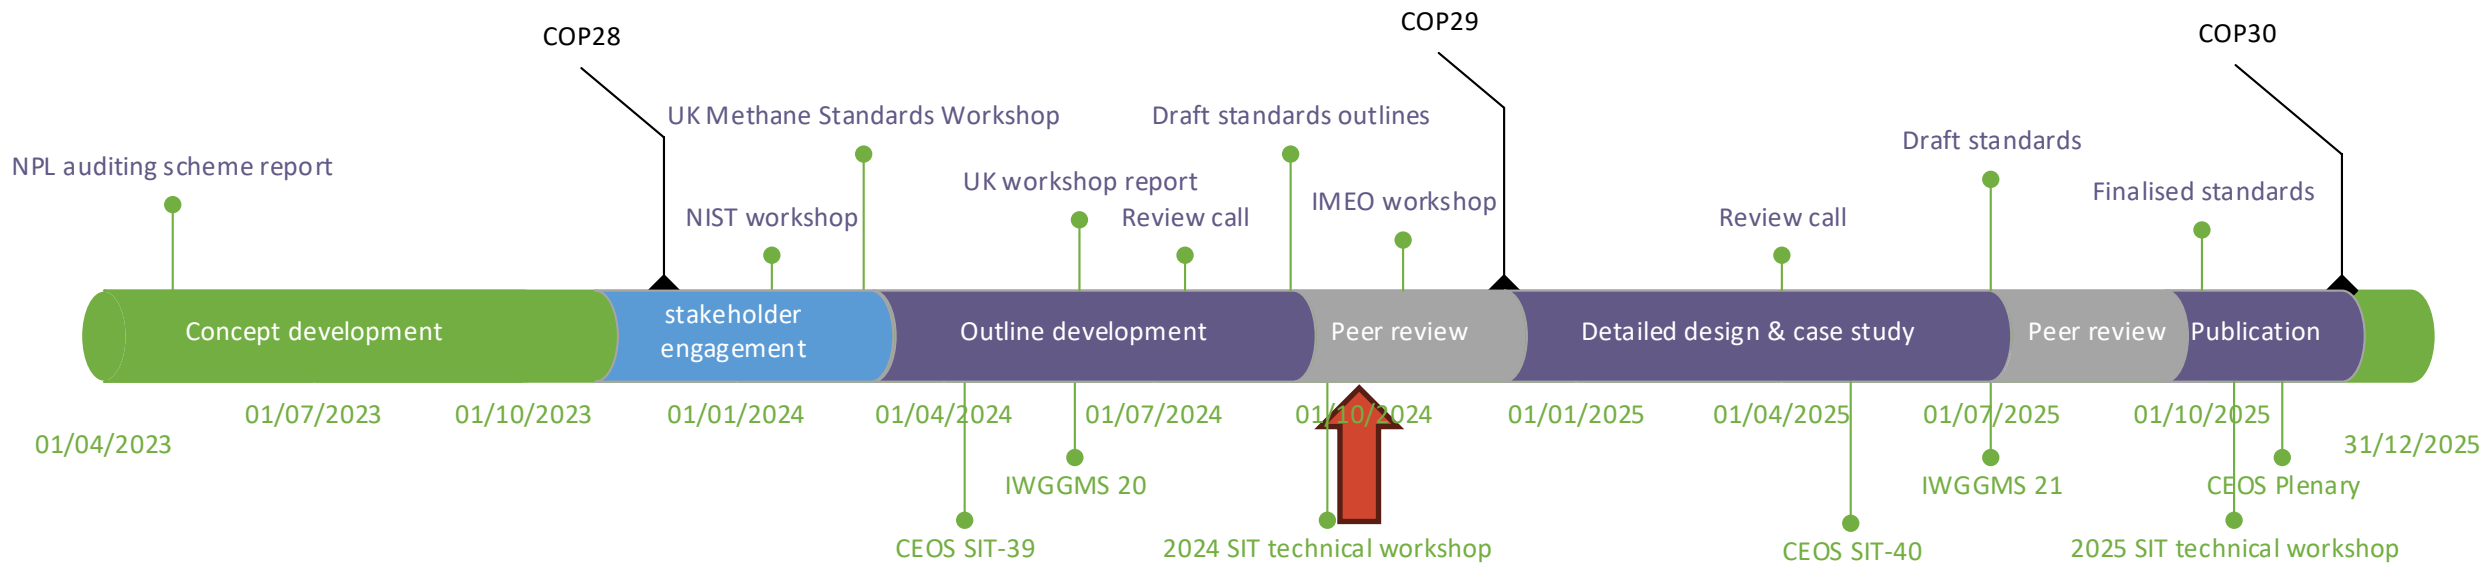 COP28
COP29
COP30
NPL auditing scheme report
NIST workshop
UK Methane Standards Workshop
UK workshop report
Review call
Draft standards outlines
IMEO workshop
Review call
Draft standards
Finalised standards
Concept development
stakeholder
engagement
Outline development
Peer review
Detailed design & case study
Peer review
Publication
01/04/2023
01/07/2023
01/10/2023
01/01/2024
01/04/2024
01/07/2024
01/10/2024
01/01/2025
01/04/2025
01/07/2025
01/10/2025
31/12/2025
CEOS SIT-39
IWGGMS 20
2024 SIT technical workshop
CEOS SIT-40
IWGGMS 21
CEOS Plenary
2025 SIT technical workshop